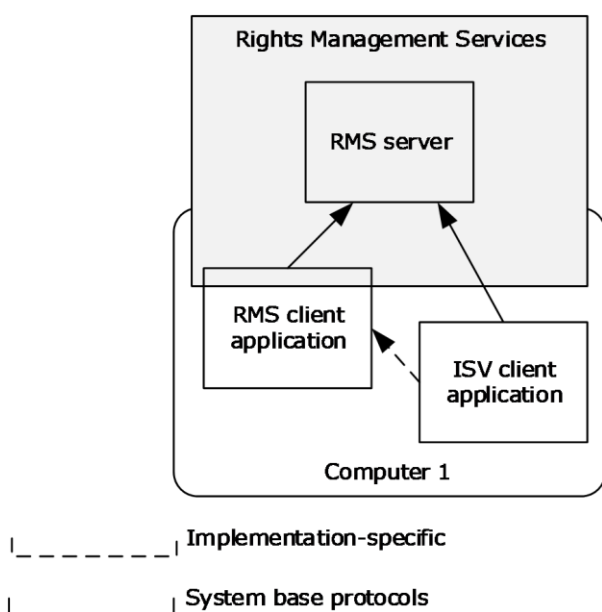 Rights Management Services
RMS server
RMS client
application
ISV client
application
Computer 1
Implementation-specific
System base protocols